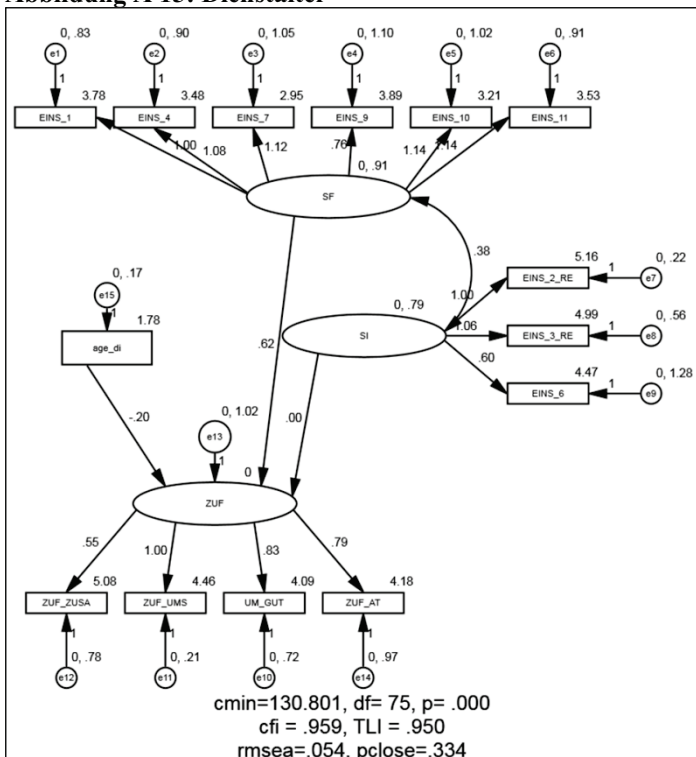 Abbildung A 13: Dienstalter
0, .83 0, .90 0, 1.05 0, 1.10 0, 1.02 0, .91
e1 e2 e3 e4 e5 e6
1 1 1 1 1 1
3.78 3.48 2.95 3.89 3.21 3.53
EINS_1 EINS_4 EINS_7 EINS_9 EINS_10 EINS_11
1.00 1.08 1.12 .76 1.14 1.14
0, .91
SF
.38
0, .17
e15
1
1.78
age_di
5.16 1 0, .22
EINS_2_RE e7
1.00
0, .79
SI
4.99 1 0, .56
1.06 EINS_3_RE e8
.62
.60
4.47 1 0, 1.28
EINS_6 e9
-.20 .00
0, 1.02
e13
1
0
ZUF
.55 1.00 .83 .79
5.08 4.46 4.09 4.18
ZUF_ZUSA ZUF_UMS UM_GUT ZUF_AT
1 1 1 1
0, .78 0, .21 0, .72 0, .97
e12 e11 e10 e14
cmin=130.801, df= 75, p= .000
cfi = .959, TLI = .950
rmsea=.054, pclose=.334